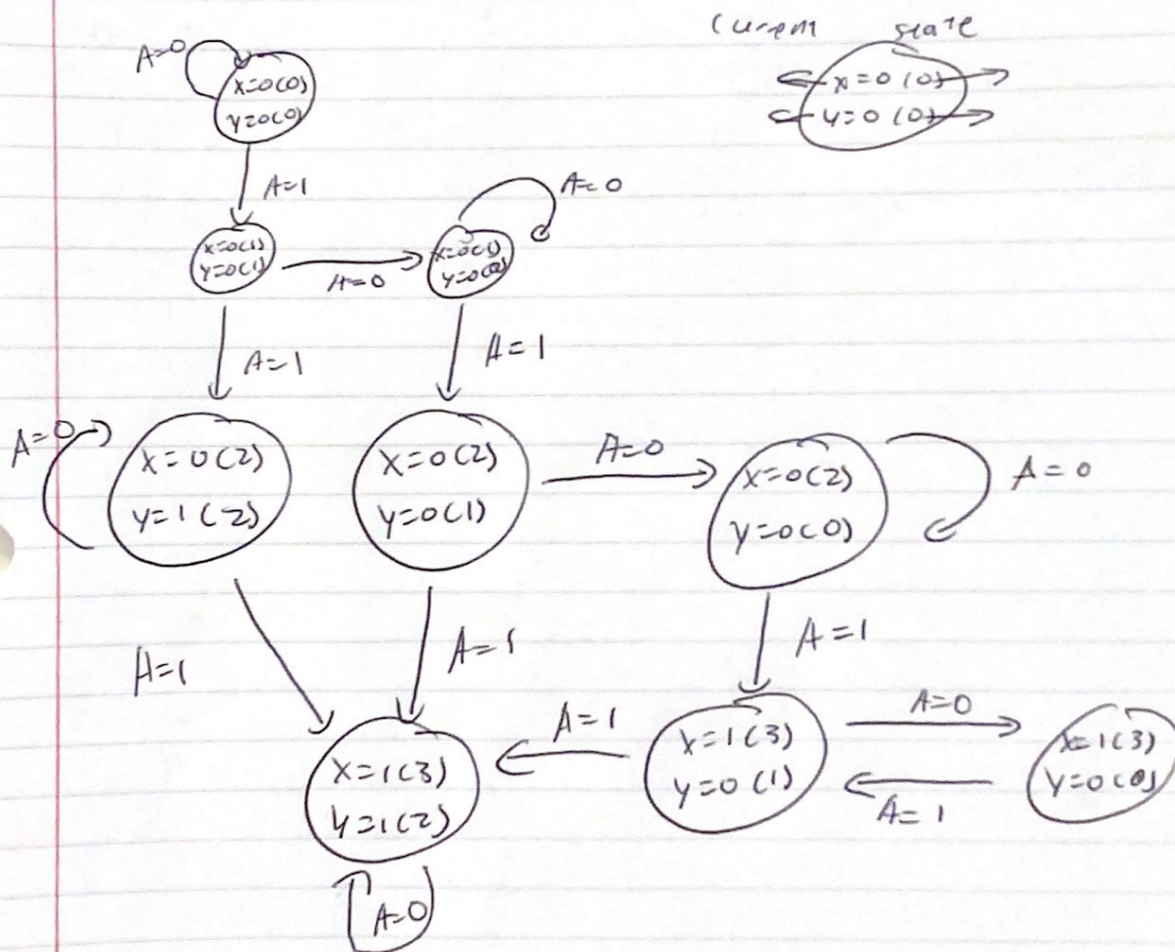 Current state
A=0
x=0(0)
y=0(0)
x=0(0)
y=0(0)
A=1
A=0
x=0(1)
y=0(1)
A=0
x=0(1)
y=0(0)
A=1
A=1
A=0
x=0(2)
y=1(2)
x=0(2)
y=0(1)
A=0
x=0(2)
y=0(0)
A=0
A=1
A=1
A=1
x=1(3)
y=1(2)
A=1
x=1(3)
y=0(1)
A=0
A=1
x=1(3)
y=0(0)
A=0